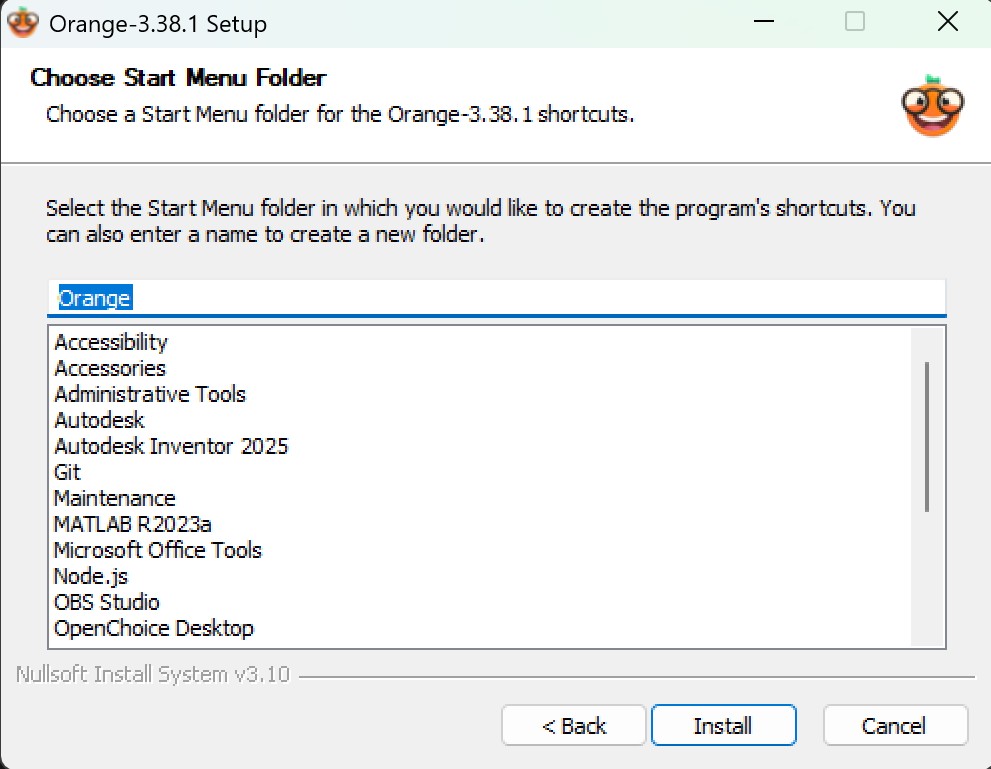 Orange-3.38.1 Setup
Choose Start Menu Folder
Choose a Start Menu folder for the Orange-3.38.1 shortcuts.
Select the Start Menu folder in which you would like to create the program's shortcuts. You
can also enter a name to create a new folder.
Orange
Accessibility
Accessories
Administrative Tools
Autodesk
Autodesk Inventor 2025
Git
Maintenance
MATLAB R2023a
Microsoft Office Tools
Node.js
OBS Studio
OpenChoice Desktop
Nullsoft Install System v3.10
< Back
Install
Cancel